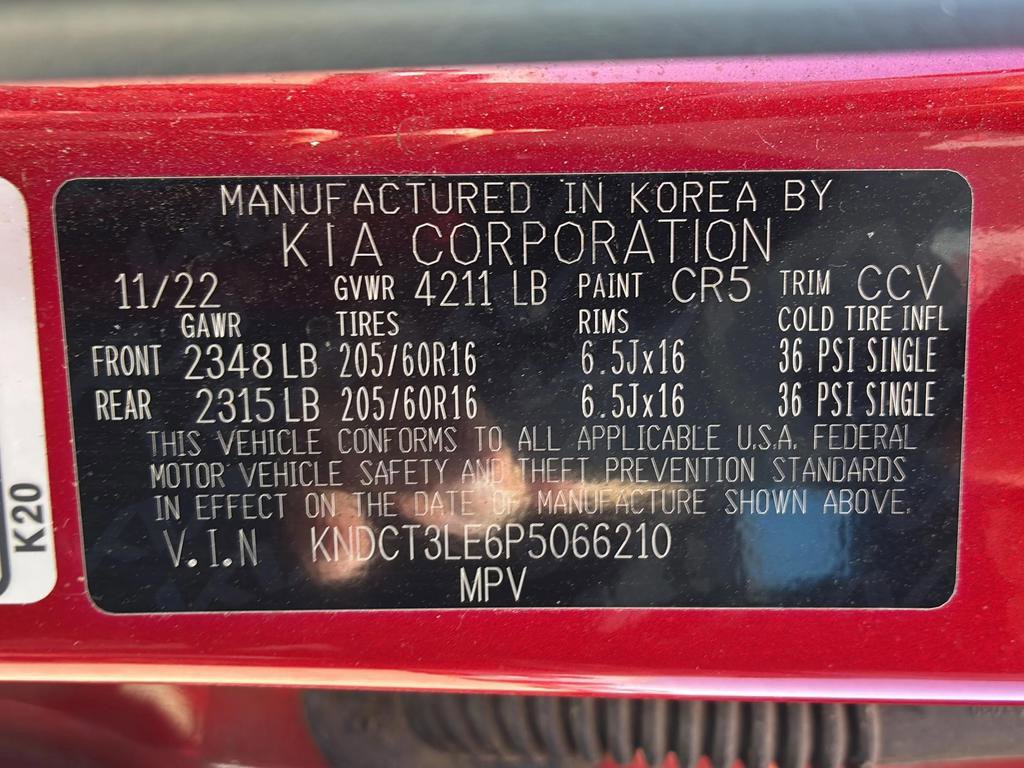 MANUFACTURED IN KOREA BY
KIA CORPORATION
11/22 GVWR 4211 LB PAINT CR5 TRIM CCV
GAWR TIRES RIMS COLD TIRE INFL
FRONT 2348 LB 205/60R16 6.5Jx16 36 PSI SINGLE
REAR 2315 LB 205/60R16 6.5Jx16 36 PSI SINGLE
THIS VEHICLE CONFORMS TO ALL APPLICABLE U.S.A. FEDERAL
MOTOR VEHICLE SAFETY AND THEFT PREVENTION STANDARDS
IN EFFECT ON THE DATE OF MANUFACTURE SHOWN ABOVE.
V.I.N KNDCT3LE6P5066210
MPV
K20